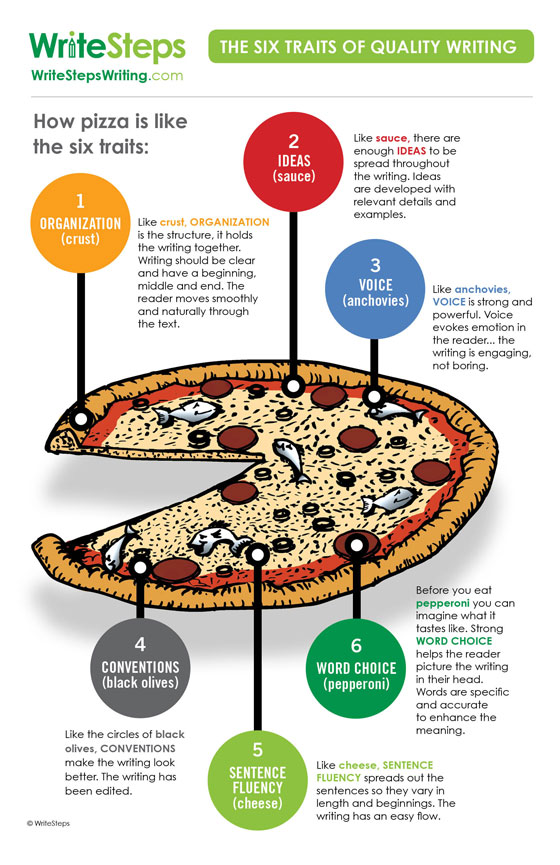 WriteSteps
WriteStepsWriting.com
THE SIX TRAITS OF QUALITY WRITING
How pizza is like
the six traits:
1
ORGANIZATION
(crust)
Like crust, ORGANIZATION
is the structure, it holds
the writing together.
Writing should be clear
and have a beginning,
middle and end. The
reader moves smoothly
and naturally through
the text.
2
IDEAS
(sauce)
Like sauce, there are
enough IDEAS to be
spread throughout
the writing. Ideas
are developed with
relevant details and
examples.
3
VOICE
(anchovies)
Like anchovies,
VOICE is strong and
powerful. Voice
evokes emotion in
the reader... the
writing is engaging,
not boring.
4
CONVENTIONS
(black olives)
Like the circles of black
olives, CONVENTIONS
make the writing look
better. The writing has
been edited.
5
SENTENCE
FLUENCY
(cheese)
Like cheese, SENTENCE
FLUENCY spreads out the
sentences so they vary in
length and beginnings. The
writing has an easy flow.
6
WORD CHOICE
(pepperoni)
Before you eat
pepperoni you can
imagine what it
tastes like. Strong
WORD CHOICE
helps the reader
picture the writing
in their head.
Words are specific
and accurate
to enhance the
meaning.
© WriteSteps